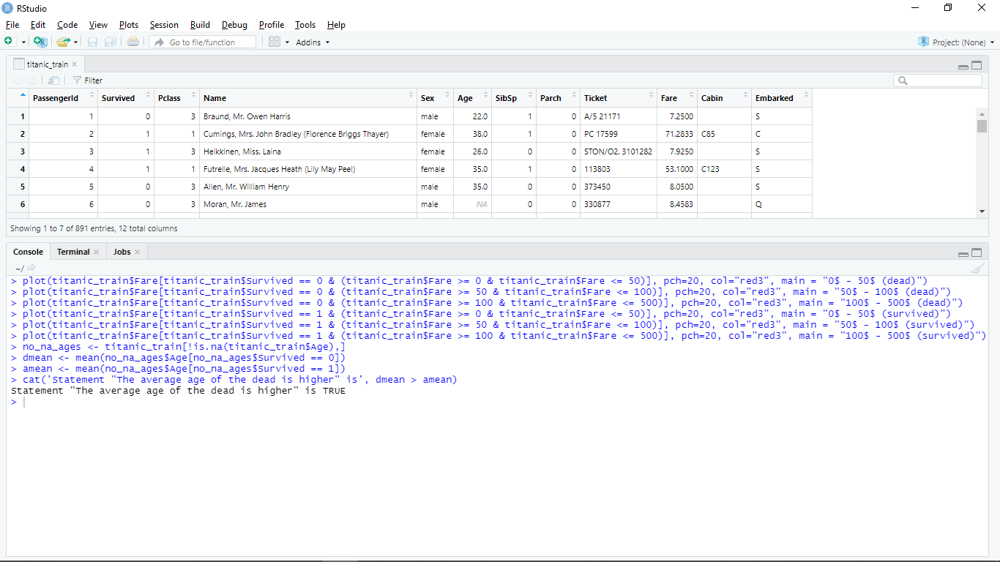 RStudio
File Edit Code View Plots Session Build Debug Profile Tools Help
Go to file/function Addins Project: (None)
titanic_train
Filter
PassengerId Survived Pclass Name Sex Age SibSp Parch Ticket Fare Cabin Embarked
1 1 0 3 Braund, Mr. Owen Harris male 22.0 1 0 A/5 21171 7.2500 S
2 2 1 1 Cumings, Mrs. John Bradley (Florence Briggs Thayer) female 38.0 1 0 PC 17599 71.2833 C85 C
3 3 1 3 Heikkinen, Miss. Laina female 26.0 0 0 STON/O2. 3101282 7.9250 S
4 4 1 1 Futrelle, Mrs. Jacques Heath (Lily May Peel) female 35.0 1 0 113803 53.1000 C123 S
5 5 0 3 Allen, Mr. William Henry male 35.0 0 0 373450 8.0500 S
6 6 0 3 Moran, Mr. James male NA 0 0 330877 8.4583 Q
Showing 1 to 7 of 891 entries, 12 total columns
Console Terminal Jobs
~/
> plot(titanic_train$Fare[titanic_train$Survived == 0 & (titanic_train$Fare >= 0 & titanic_train$Fare <= 50)], pch=20, col="red3", main = "0$ - 50$ (dead)")
> plot(titanic_train$Fare[titanic_train$Survived == 0 & (titanic_train$Fare >= 50 & titanic_train$Fare <= 100)], pch=20, col="red3", main = "50$ - 100$ (dead)")
> plot(titanic_train$Fare[titanic_train$Survived == 0 & (titanic_train$Fare >= 100 & titanic_train$Fare <= 500)], pch=20, col="red3", main = "100$ - 500$ (dead)")
> plot(titanic_train$Fare[titanic_train$Survived == 1 & (titanic_train$Fare >= 0 & titanic_train$Fare <= 50)], pch=20, col="red3", main = "0$ - 50$ (survived)")
> plot(titanic_train$Fare[titanic_train$Survived == 1 & (titanic_train$Fare >= 50 & titanic_train$Fare <= 100)], pch=20, col="red3", main = "50$ - 100$ (survived)")
> plot(titanic_train$Fare[titanic_train$Survived == 1 & (titanic_train$Fare >= 100 & titanic_train$Fare <= 500)], pch=20, col="red3", main = "100$ - 500$ (survived)")
> no_na_ages <- titanic_train[!is.na(titanic_train$Age),]
> dmean <- mean(no_na_ages$Age[no_na_ages$Survived == 0])
> amean <- mean(no_na_ages$Age[no_na_ages$Survived == 1])
> cat('Statement "The average age of the dead is higher" is', dmean > amean)
Statement "The average age of the dead is higher" is TRUE
>